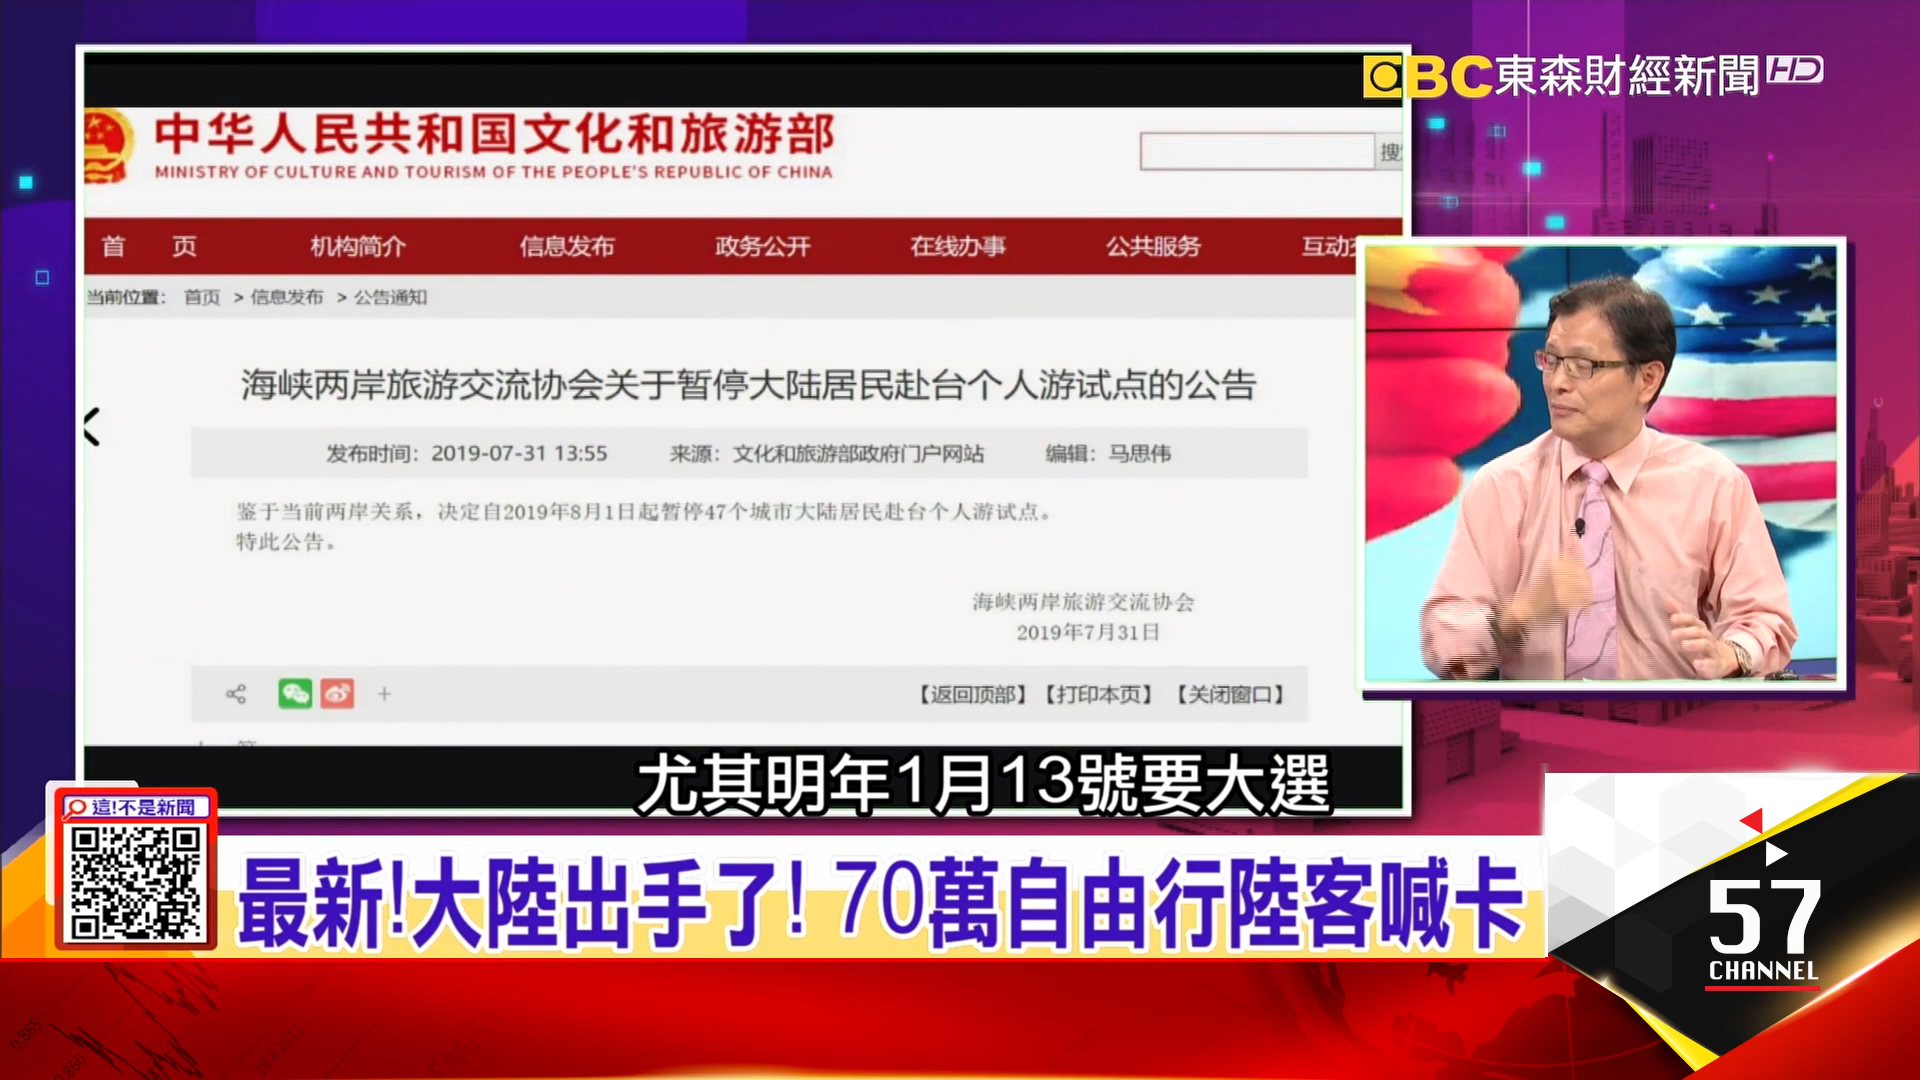 EBC東森財經新聞HD
中华人民共和国文化和旅游部
MINISTRY OF CULTURE AND TOURISM OF THE PEOPLE'S REPUBLIC OF CHINA
首 页 机构简介 信息发布 政务公开 在线办事 公共服务 互动
当前位置： 首页 > 信息发布 > 公告通知
海峡两岸旅游交流协会关于暂停大陆居民赴台个人游试点的公告
发布时间：2019-07-31 13:55 来源：文化和旅游部政府门户网站 编辑：马思伟
鉴于当前两岸关系，决定自2019年8月1日起暂停47个城市大陆居民赴台个人游试点。
特此公告。
海峡两岸旅游交流协会
2019年7月31日
【返回顶部】【打印本页】【关闭窗口】
尤其明年1月13號要大選
這!不是新聞
最新!大陸出手了!70萬自由行陸客喊卡
57
CHANNEL